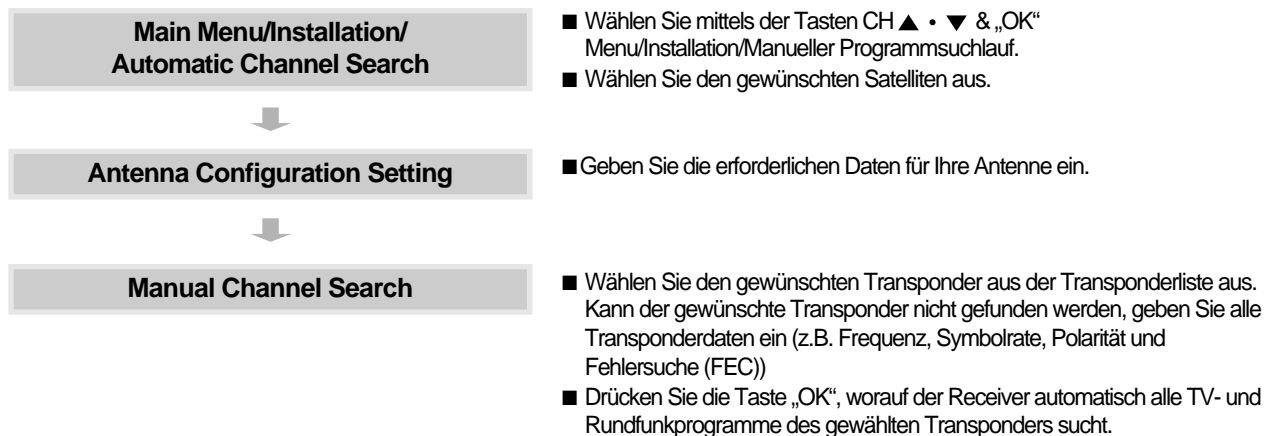 Main Menu/Installation/
Automatic Channel Search
■ Wählen Sie mittels der Tasten CH ▲ • ▼ & „OK“
Menu/Installation/Manueller Programmsuchlauf.
■ Wählen Sie den gewünschten Satelliten aus.
Antenna Configuration Setting
■ Geben Sie die erforderlichen Daten für Ihre Antenne ein.
Manual Channel Search
■ Wählen Sie den gewünschten Transponder aus der Transponderliste aus.
Kann der gewünschte Transponder nicht gefunden werden, geben Sie alle
Transponderdaten ein (z.B. Frequenz, Symbolrate, Polarität und
Fehlersuche (FEC))
■ Drücken Sie die Taste „OK“, worauf der Receiver automatisch alle TV- und
Rundfunkprogramme des gewählten Transponders sucht.